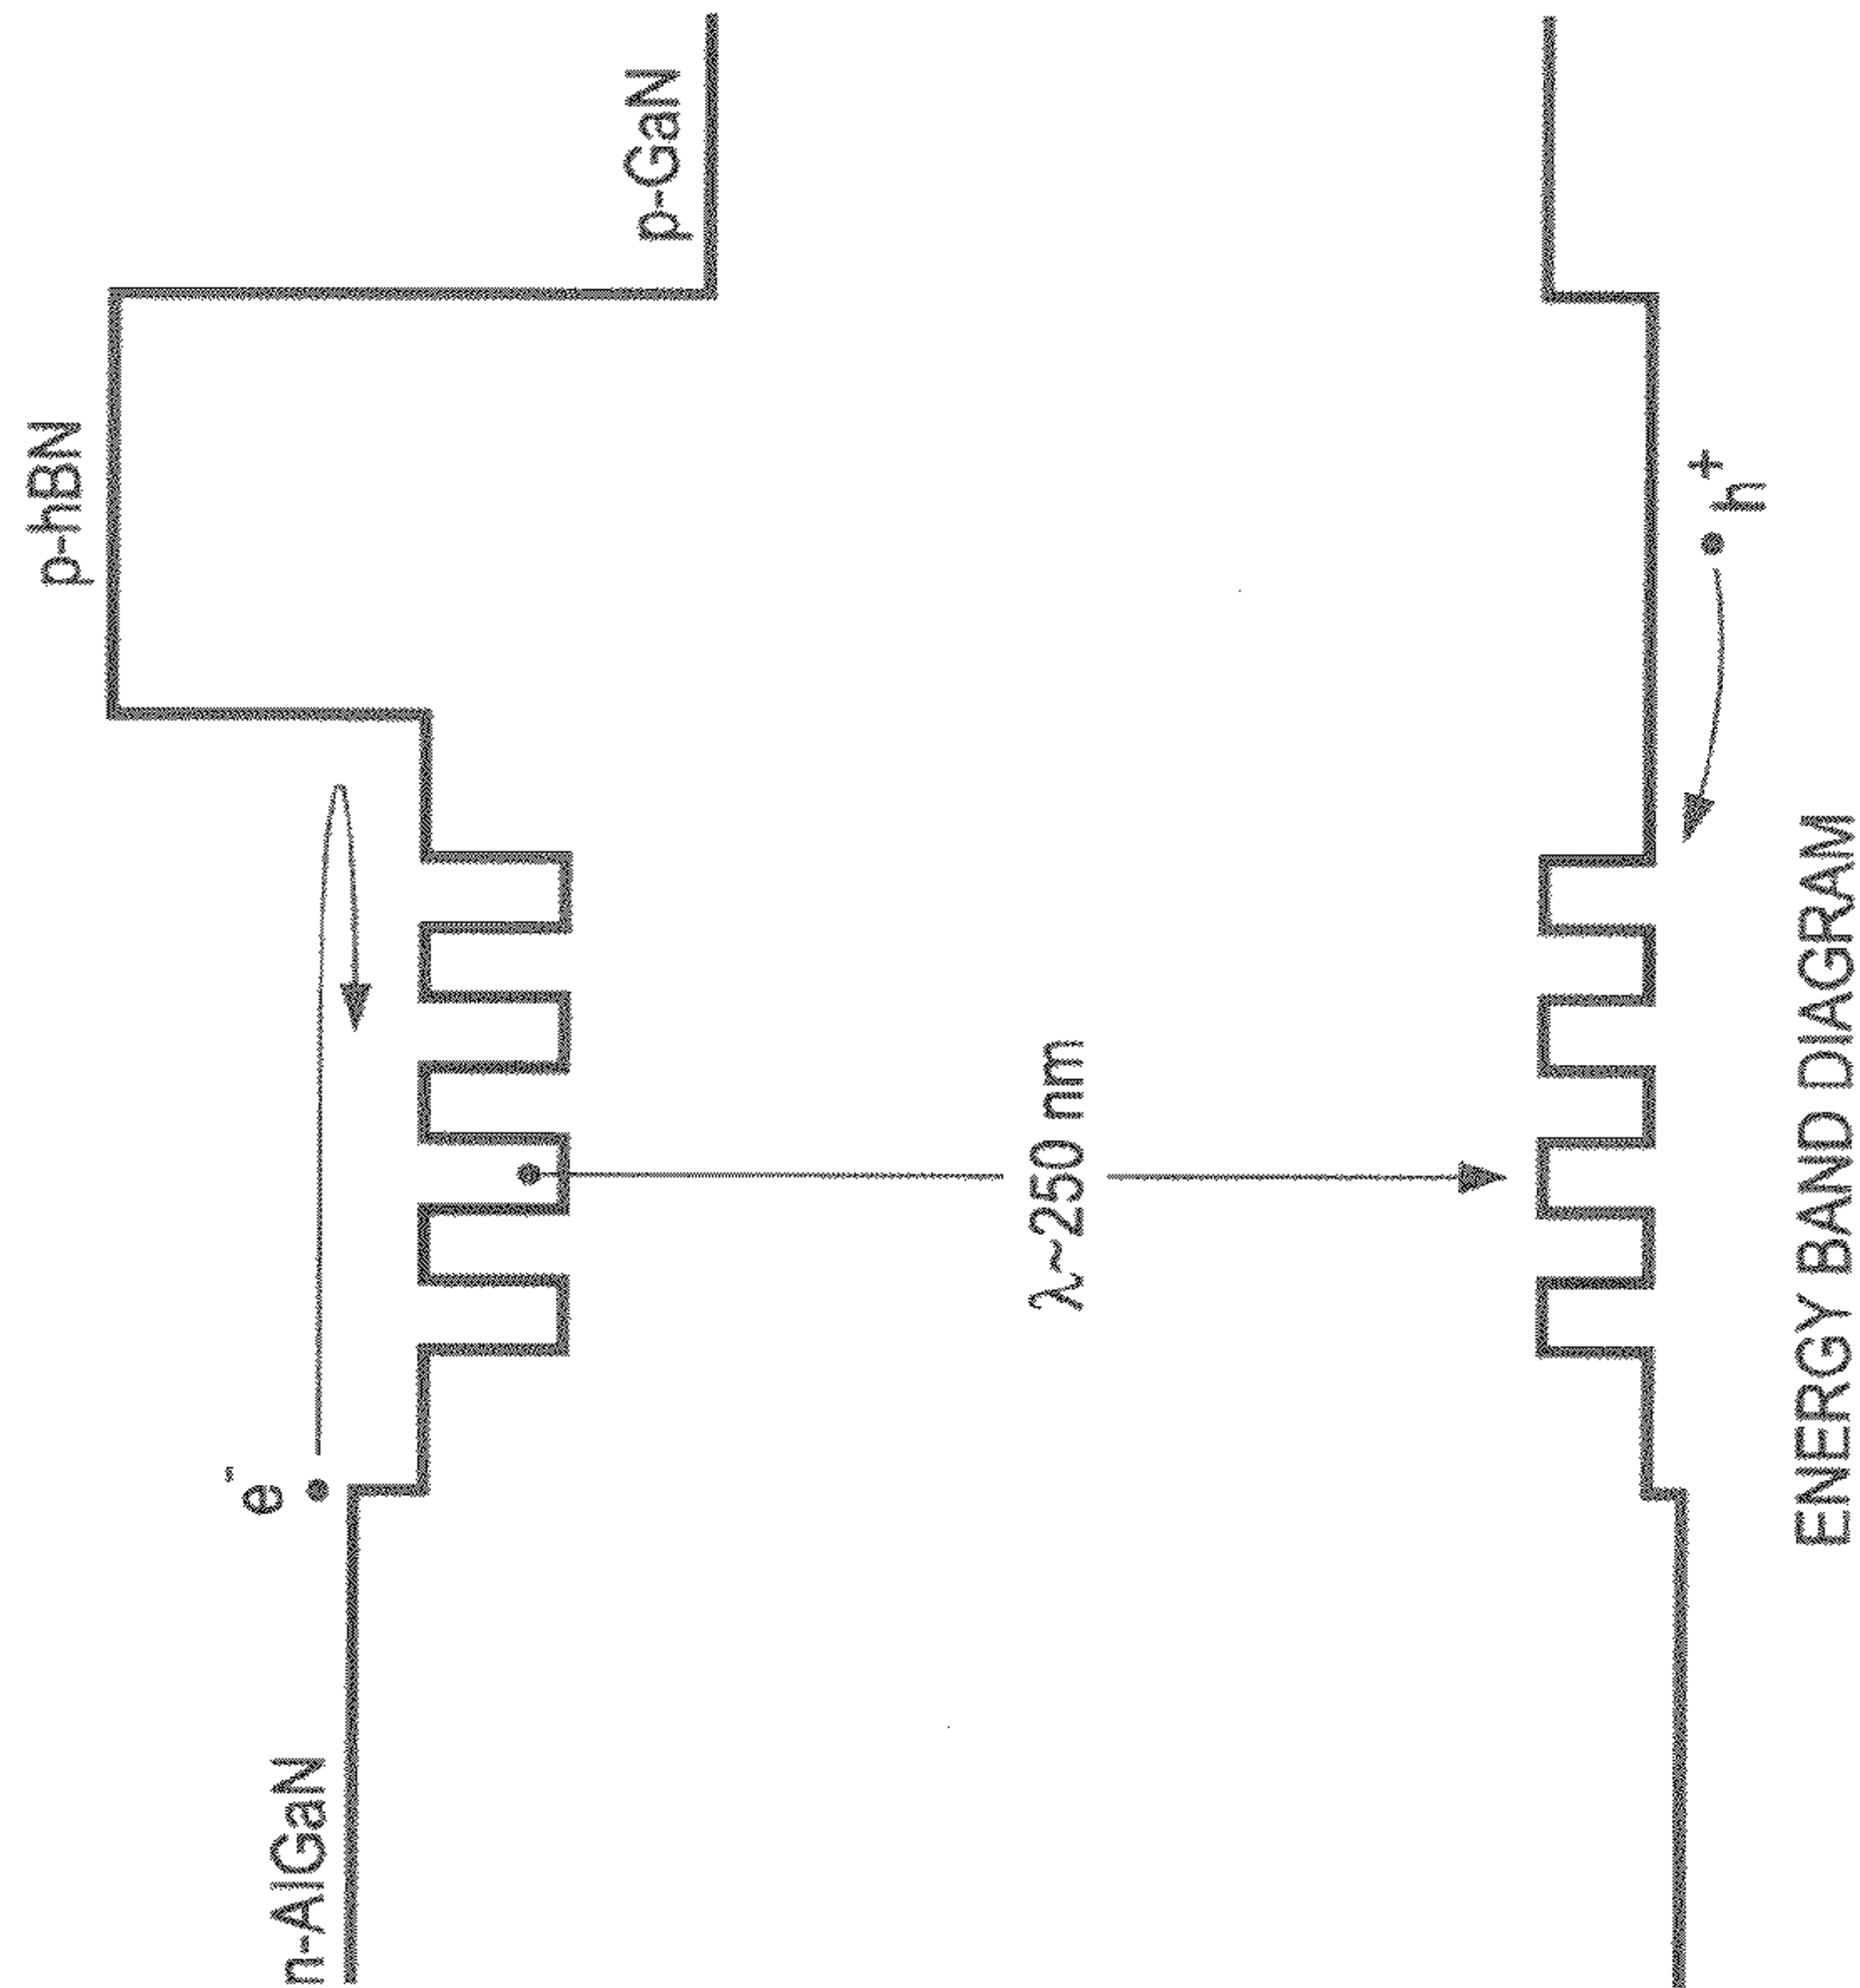 n-AlGaN
e-
p-hBN
p-GaN
λ~250 nm
h+
ENERGY BAND DIAGRAM